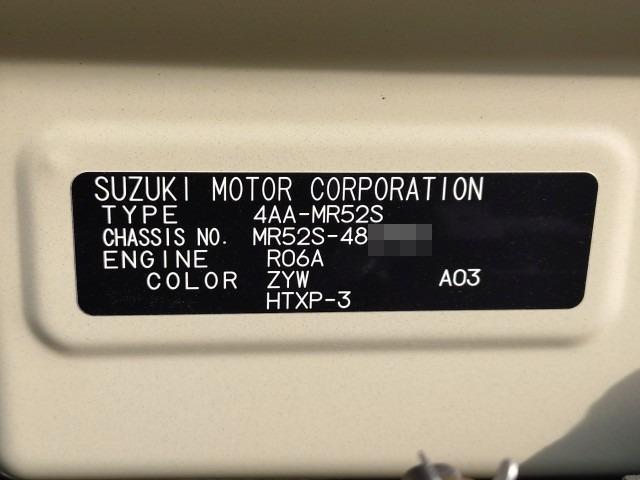 SUZUKI MOTOR CORPORATION
TYPE 4AA-MR52S
CHASSIS NO. MR52S-48
ENGINE R06A
COLOR ZYW A03
HTXP-3